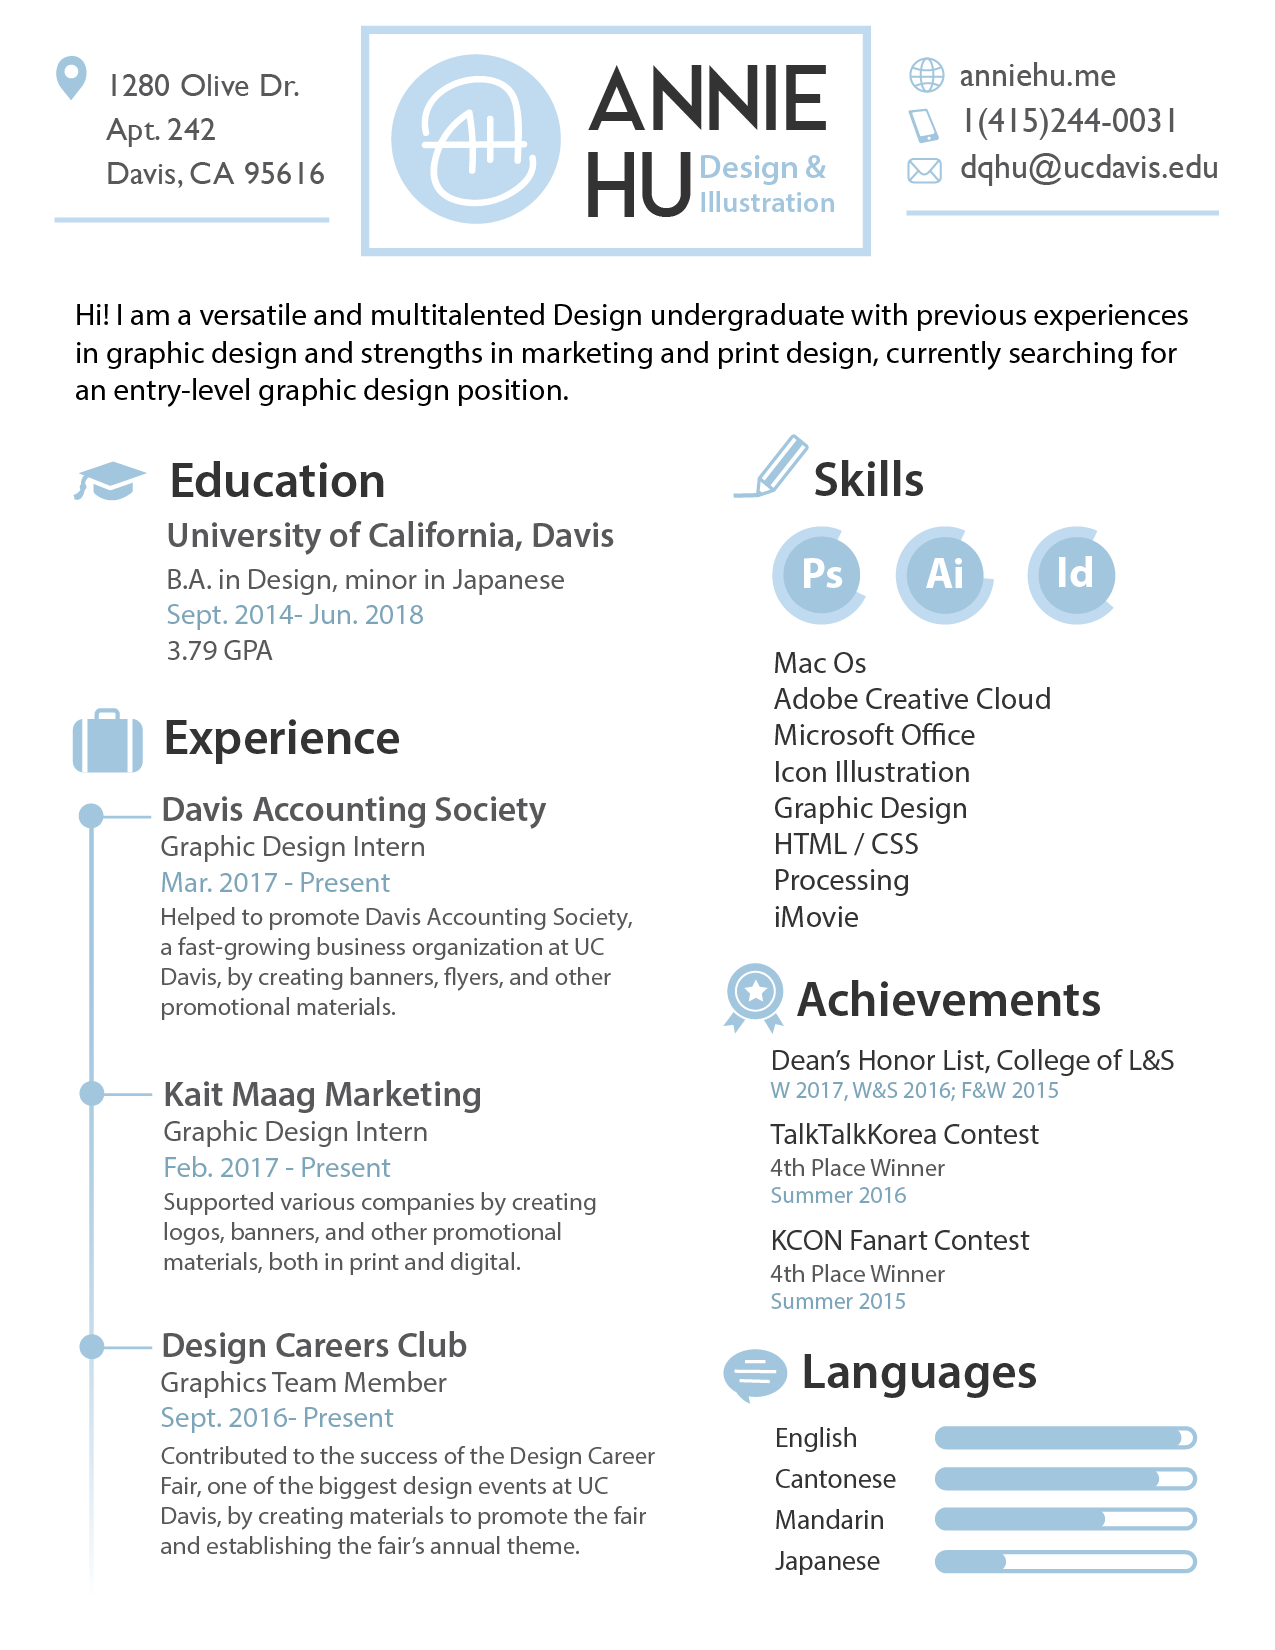 1280 Olive Dr.
Apt. 242
Davis, CA 95616
AH
ANNIE
HU
Design &
Illustration
anniehu.me
1(415)244-0031
dqhu@ucdavis.edu
Hi! I am a versatile and multitalented Design undergraduate with previous experiences
in graphic design and strengths in marketing and print design, currently searching for
an entry-level graphic design position.
Education
University of California, Davis
B.A. in Design, minor in Japanese
Sept. 2014- Jun. 2018
3.79 GPA
Experience
Davis Accounting Society
Graphic Design Intern
Mar. 2017 - Present
Helped to promote Davis Accounting Society,
a fast-growing business organization at UC
Davis, by creating banners, flyers, and other
promotional materials.
Kait Maag Marketing
Graphic Design Intern
Feb. 2017 - Present
Supported various companies by creating
logos, banners, and other promotional
materials, both in print and digital.
Design Careers Club
Graphics Team Member
Sept. 2016- Present
Contributed to the success of the Design Career
Fair, one of the biggest design events at UC
Davis, by creating materials to promote the fair
and establishing the fair's annual theme.
Skills
Ps Ai Id
Mac Os
Adobe Creative Cloud
Microsoft Office
Icon Illustration
Graphic Design
HTML / CSS
Processing
iMovie
Achievements
Dean's Honor List, College of L&S
W 2017, W&S 2016; F&W 2015
TalkTalkKorea Contest
4th Place Winner
Summer 2016
KCON Fanart Contest
4th Place Winner
Summer 2015
Languages
English
Cantonese
Mandarin
Japanese